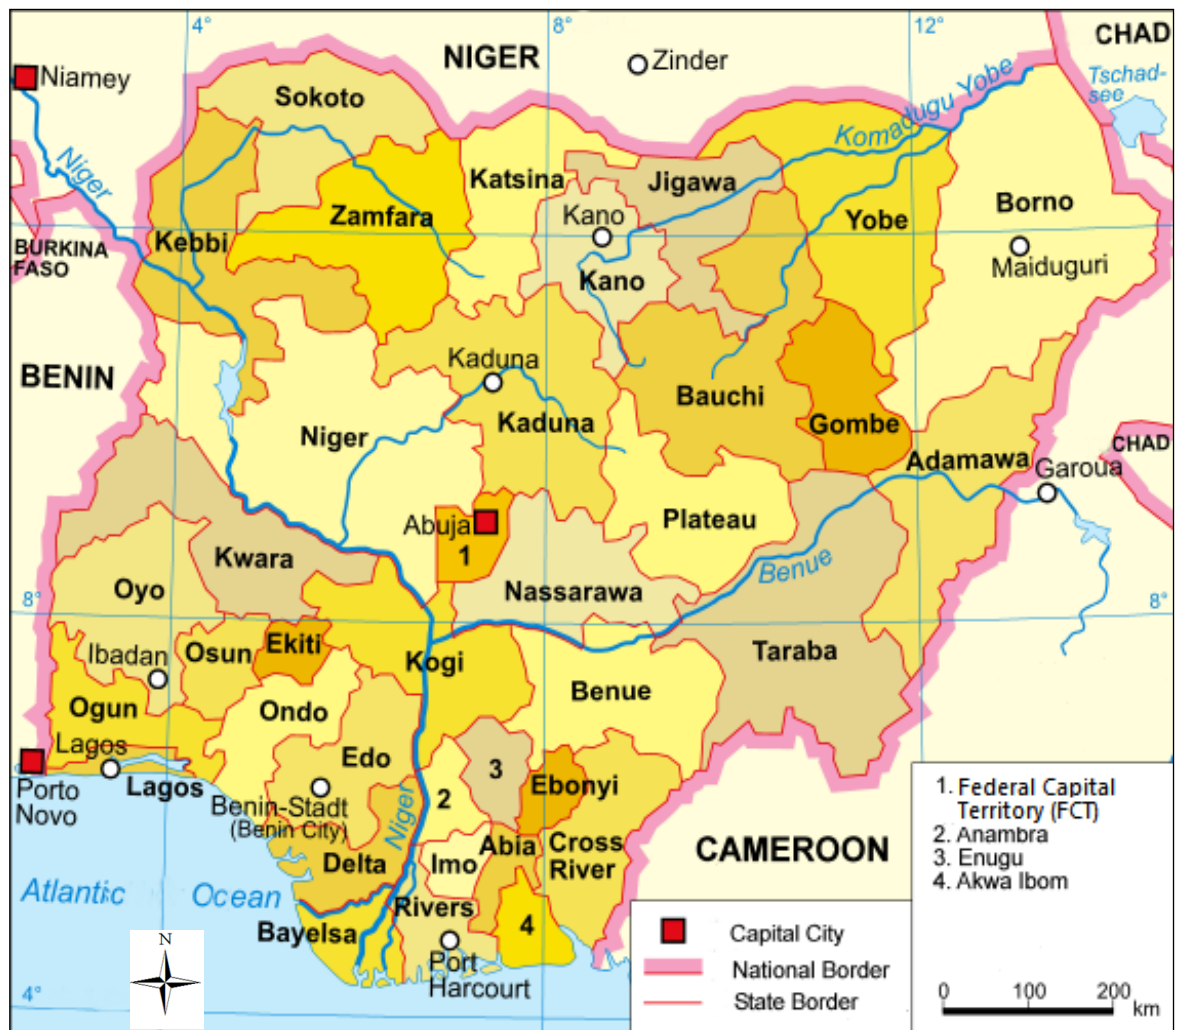 4°
8°
12°
CHAD
NIGER
Zinder
Niamey
Tschad-
see
Sokoto
Komadugu Yobe
Niger
Katsina
Jigawa
Zamfara
Kano
Yobe
Borno
Kebbi
BURKINA
FASO
Maiduguri
Kano
BENIN
Kaduna
Bauchi
Niger
Kaduna
Gombe
CHAD
Adamawa
Garoua
Abuja
Plateau
1
Kwara
Benue
Oyo
Nassarawa
8°
8°
Ekiti
Ibadan
Osun
Kogi
Taraba
Benue
Ogun
Ondo
Lagos
Edo
3
Ebonyi
Porto
Novo
Lagos
2
Benin-Stadt
(Benin City)
Niger
Abia
Cross
River
CAMEROON
Delta
Imo
Atlantic Ocean
Rivers
4
Bayelsa
Port
Harcourt
N
4°
1. Federal Capital
Territory (FCT)
2. Anambra
3. Enugu
4. Akwa Ibom
Capital City
National Border
State Border
0 100 200
km